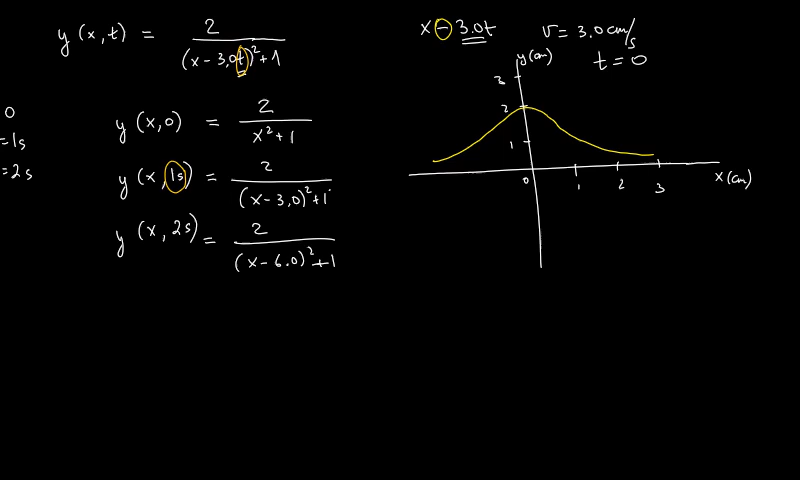 y(x,t) = 2/((x-3,0t)²+1)
0
=1s
=2s
y(x,0) = 2/(x²+1)
y(x,1s) = 2/((x-3,0)²+1)
y(x,2s) = 2/((x-6.0)²+1)
x-3.0t
v = 3.0 cm/s
t = 0
y(cm)
3
2
1
0
1
2
3
x(cm)